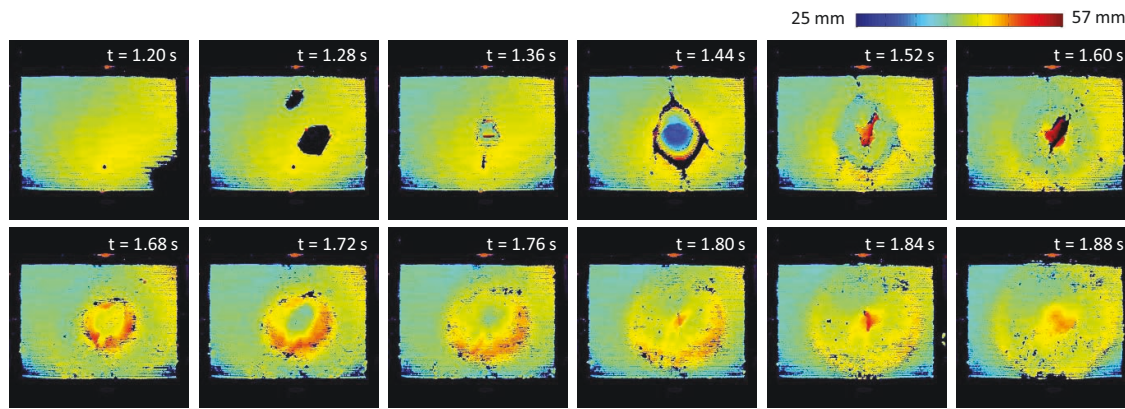 25 mm 57 mm
t = 1.20 s t = 1.28 s t = 1.36 s t = 1.44 s t = 1.52 s t = 1.60 s
t = 1.68 s t = 1.72 s t = 1.76 s t = 1.80 s t = 1.84 s t = 1.88 s